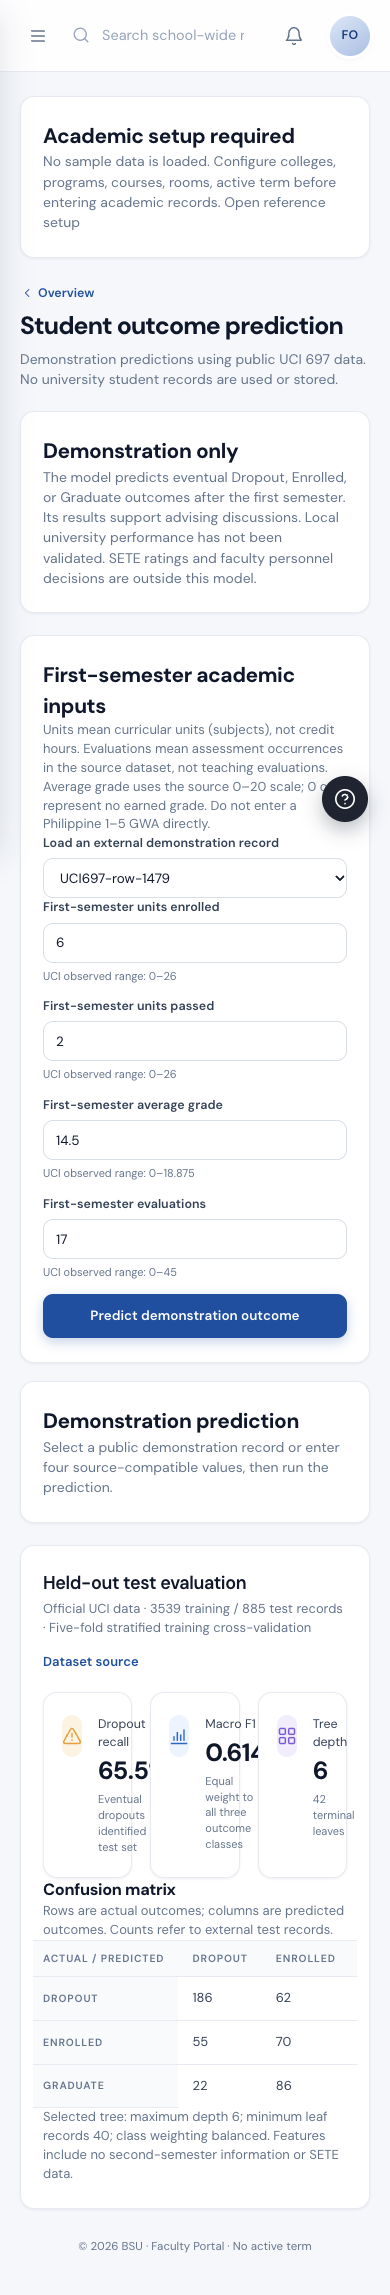 Search school-wide r
FO
Academic setup required
No sample data is loaded. Configure colleges,
programs, courses, rooms, active term before
entering academic records. Open reference
setup
Overview
Student outcome prediction
Demonstration predictions using public UCI 697 data.
No university student records are used or stored.
Demonstration only
The model predicts eventual Dropout, Enrolled,
or Graduate outcomes after the first semester.
Its results support advising discussions. Local
university performance has not been
validated. SETE ratings and faculty personnel
decisions are outside this model.
First-semester academic
inputs
Units mean curricular units (subjects), not credit
hours. Evaluations mean assessment occurrences
in the source dataset, not teaching evaluations.
Average grade uses the source 0–20 scale; 0 c
represent no earned grade. Do not enter a
Philippine 1–5 GWA directly.
Load an external demonstration record
UCI697-row-1479
First-semester units enrolled
6
UCI observed range: 0–26
First-semester units passed
2
UCI observed range: 0–26
First-semester average grade
14.5
UCI observed range: 0–18.875
First-semester evaluations
17
UCI observed range: 0–45
Predict demonstration outcome
Demonstration prediction
Select a public demonstration record or enter
four source-compatible values, then run the
prediction.
Held-out test evaluation
Official UCI data · 3539 training / 885 test records
· Five-fold stratified training cross-validation
Dataset source
Dropout
recall
65.5
Eventual
dropouts
identified
test set
Macro F1
0.614
Equal
weight to
all three
outcome
classes
Tree
depth
6
42
terminal
leaves
Confusion matrix
Rows are actual outcomes; columns are predicted
outcomes. Counts refer to external test records.
ACTUAL / PREDICTED DROPOUT ENROLLED
DROPOUT 186 62
ENROLLED 55 70
GRADUATE 22 86
Selected tree: maximum depth 6; minimum leaf
records 40; class weighting balanced. Features
include no second-semester information or SETE
data.
© 2026 BSU · Faculty Portal · No active term